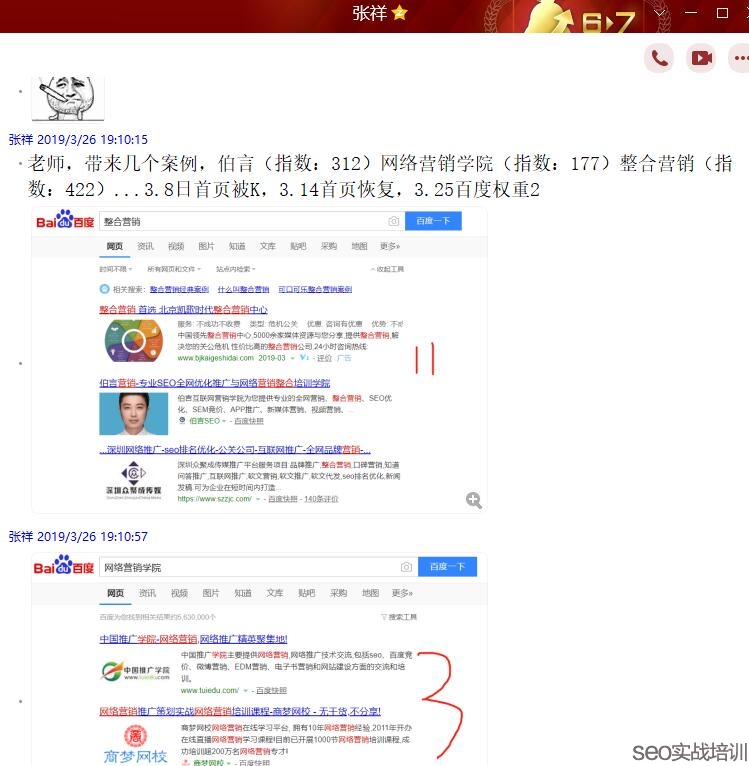 张祥
6 7
张祥 2019/3/26 19:10:15
老师，带来几个案例，伯言（指数：312）网络营销学院（指数：177）整合营销（指
数：422）...3.8日首页被K，3.14首页恢复，3.25百度权重2
Baidu百度 整合营销 百度一下
网页 资讯 视频 图片 知道 文库 贴吧 采购 地图 更多»
时间不限 所有网页和文件 站点内检索 收起工具
相关搜索： 整合营销经典案例 什么叫整合营销 可口可乐整合营销案例
整合营销 首选 北京凯歌时代整合营销中心
服务: 不成功不收费 类型: 危机公关 优惠: 咨询有优惠 优势: 不成
中国领先整合营销中心,5000余家媒体资源与您分享,提供整合营销,解
决您的关公危机 性价比高的整合营销公司.24小时咨询热线:
www.bjkaigeshidai.com 2019-03 V1 - 评价 广告
11
伯言营销-专业SEO全网优化推广与网络营销整合培训学院
伯言互联网营销学院为您提供专业的全网营销、整合营销、SEO优
化、SEM竞价、APP推广、新媒体营销、视频营销、...
伯言SEO - 百度快照
...深圳网络推广-seo排名优化-公关公司-互联网推广-全网品牌营销-...
深圳众聚成传媒推广平台服务项目:品牌推广,整合营销,口碑营销,知道
问答推广,互联网推广,软文营销,软文推广,软文代发,seo排名优化,新闻
发稿.可为企业在短时间内打造...
深圳众聚成传媒
https://www.szzjc.com/ - 百度快照 - 140条评价
张祥 2019/3/26 19:10:57
Baidu百度 网络营销学院 百度一下
网页 资讯 视频 图片 知道 文库 贴吧 采购 地图 更多»
百度为您找到相关结果约5,630,000个 搜索工具
中国推广学院-网络营销,网络推广精英聚集地!
中国推广学院主要提供网络营销,网络推广技术交流,包括seo、百度竞
价、微博营销、EDM营销、电子书营销和网站建设方面的交流和培
训。
中国推广学院
www.tuiedu.com
www.tuiedu.com/ - 百度快照
3
网络营销推广策划实战网络营销培训课程-商梦网校 - 无干货,不分享!
商梦网校网络营销在线学习平台, 拥有10年网络营销经验,2011年开办
在线直播网络营销学习课程!目前已开展1000节网络营销培训课程,成
功培训超200万名网络营销专才!
商梦网校
商梦网校 - 百度快照
seo实战培训